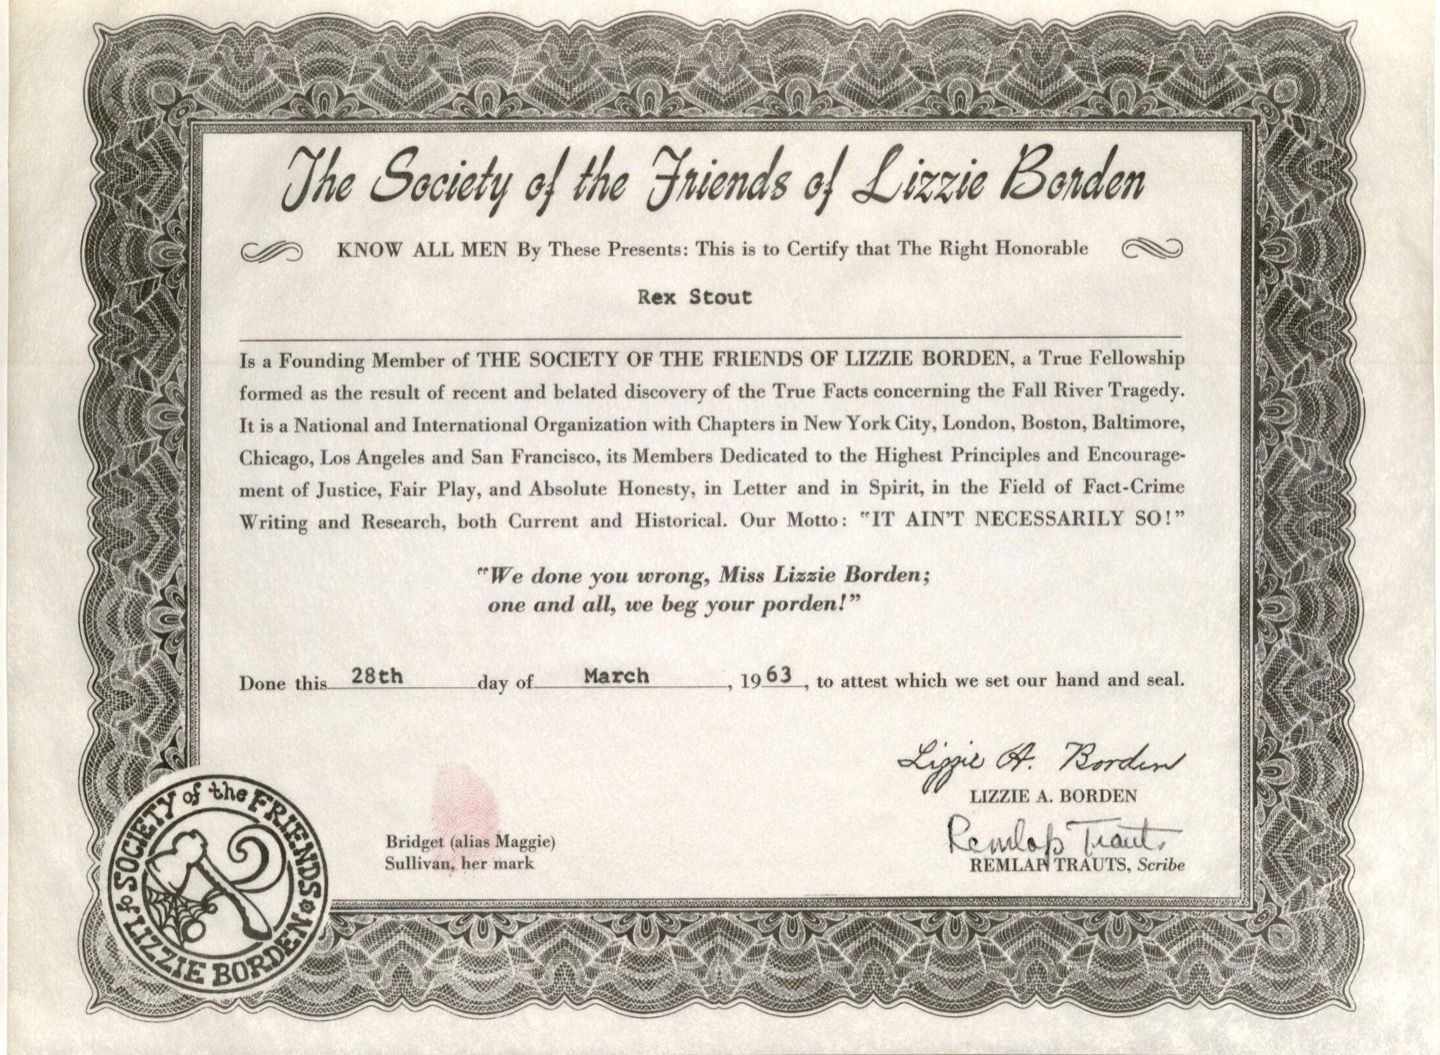 The Society of the Friends of Lizzie Borden
KNOW ALL MEN By These Presents: This is to Certify that The Right Honorable
Rex Stout
Is a Founding Member of THE SOCIETY OF THE FRIENDS OF LIZZIE BORDEN, a True Fellowship
formed as the result of recent and belated discovery of the True Facts concerning the Fall River Tragedy.
It is a National and International Organization with Chapters in New York City, London, Boston, Baltimore,
Chicago, Los Angeles and San Francisco, its Members Dedicated to the Highest Principles and Encourage-
ment of Justice, Fair Play, and Absolute Honesty, in Letter and in Spirit, in the Field of Fact-Crime
Writing and Research, both Current and Historical. Our Motto: "IT AIN'T NECESSARILY SO!"
"We done you wrong, Miss Lizzie Borden;
one and all, we beg your porden!"
Done this 28th day of March, 1963, to attest which we set our hand and seal.
Lizzie A. Borden
LIZZIE A. BORDEN
Remlap Trauts
REMLAP TRAUTS, Scribe
Bridget (alias Maggie)
Sullivan, her mark
SOCIETY of the FRIENDS of LIZZIE BORDEN